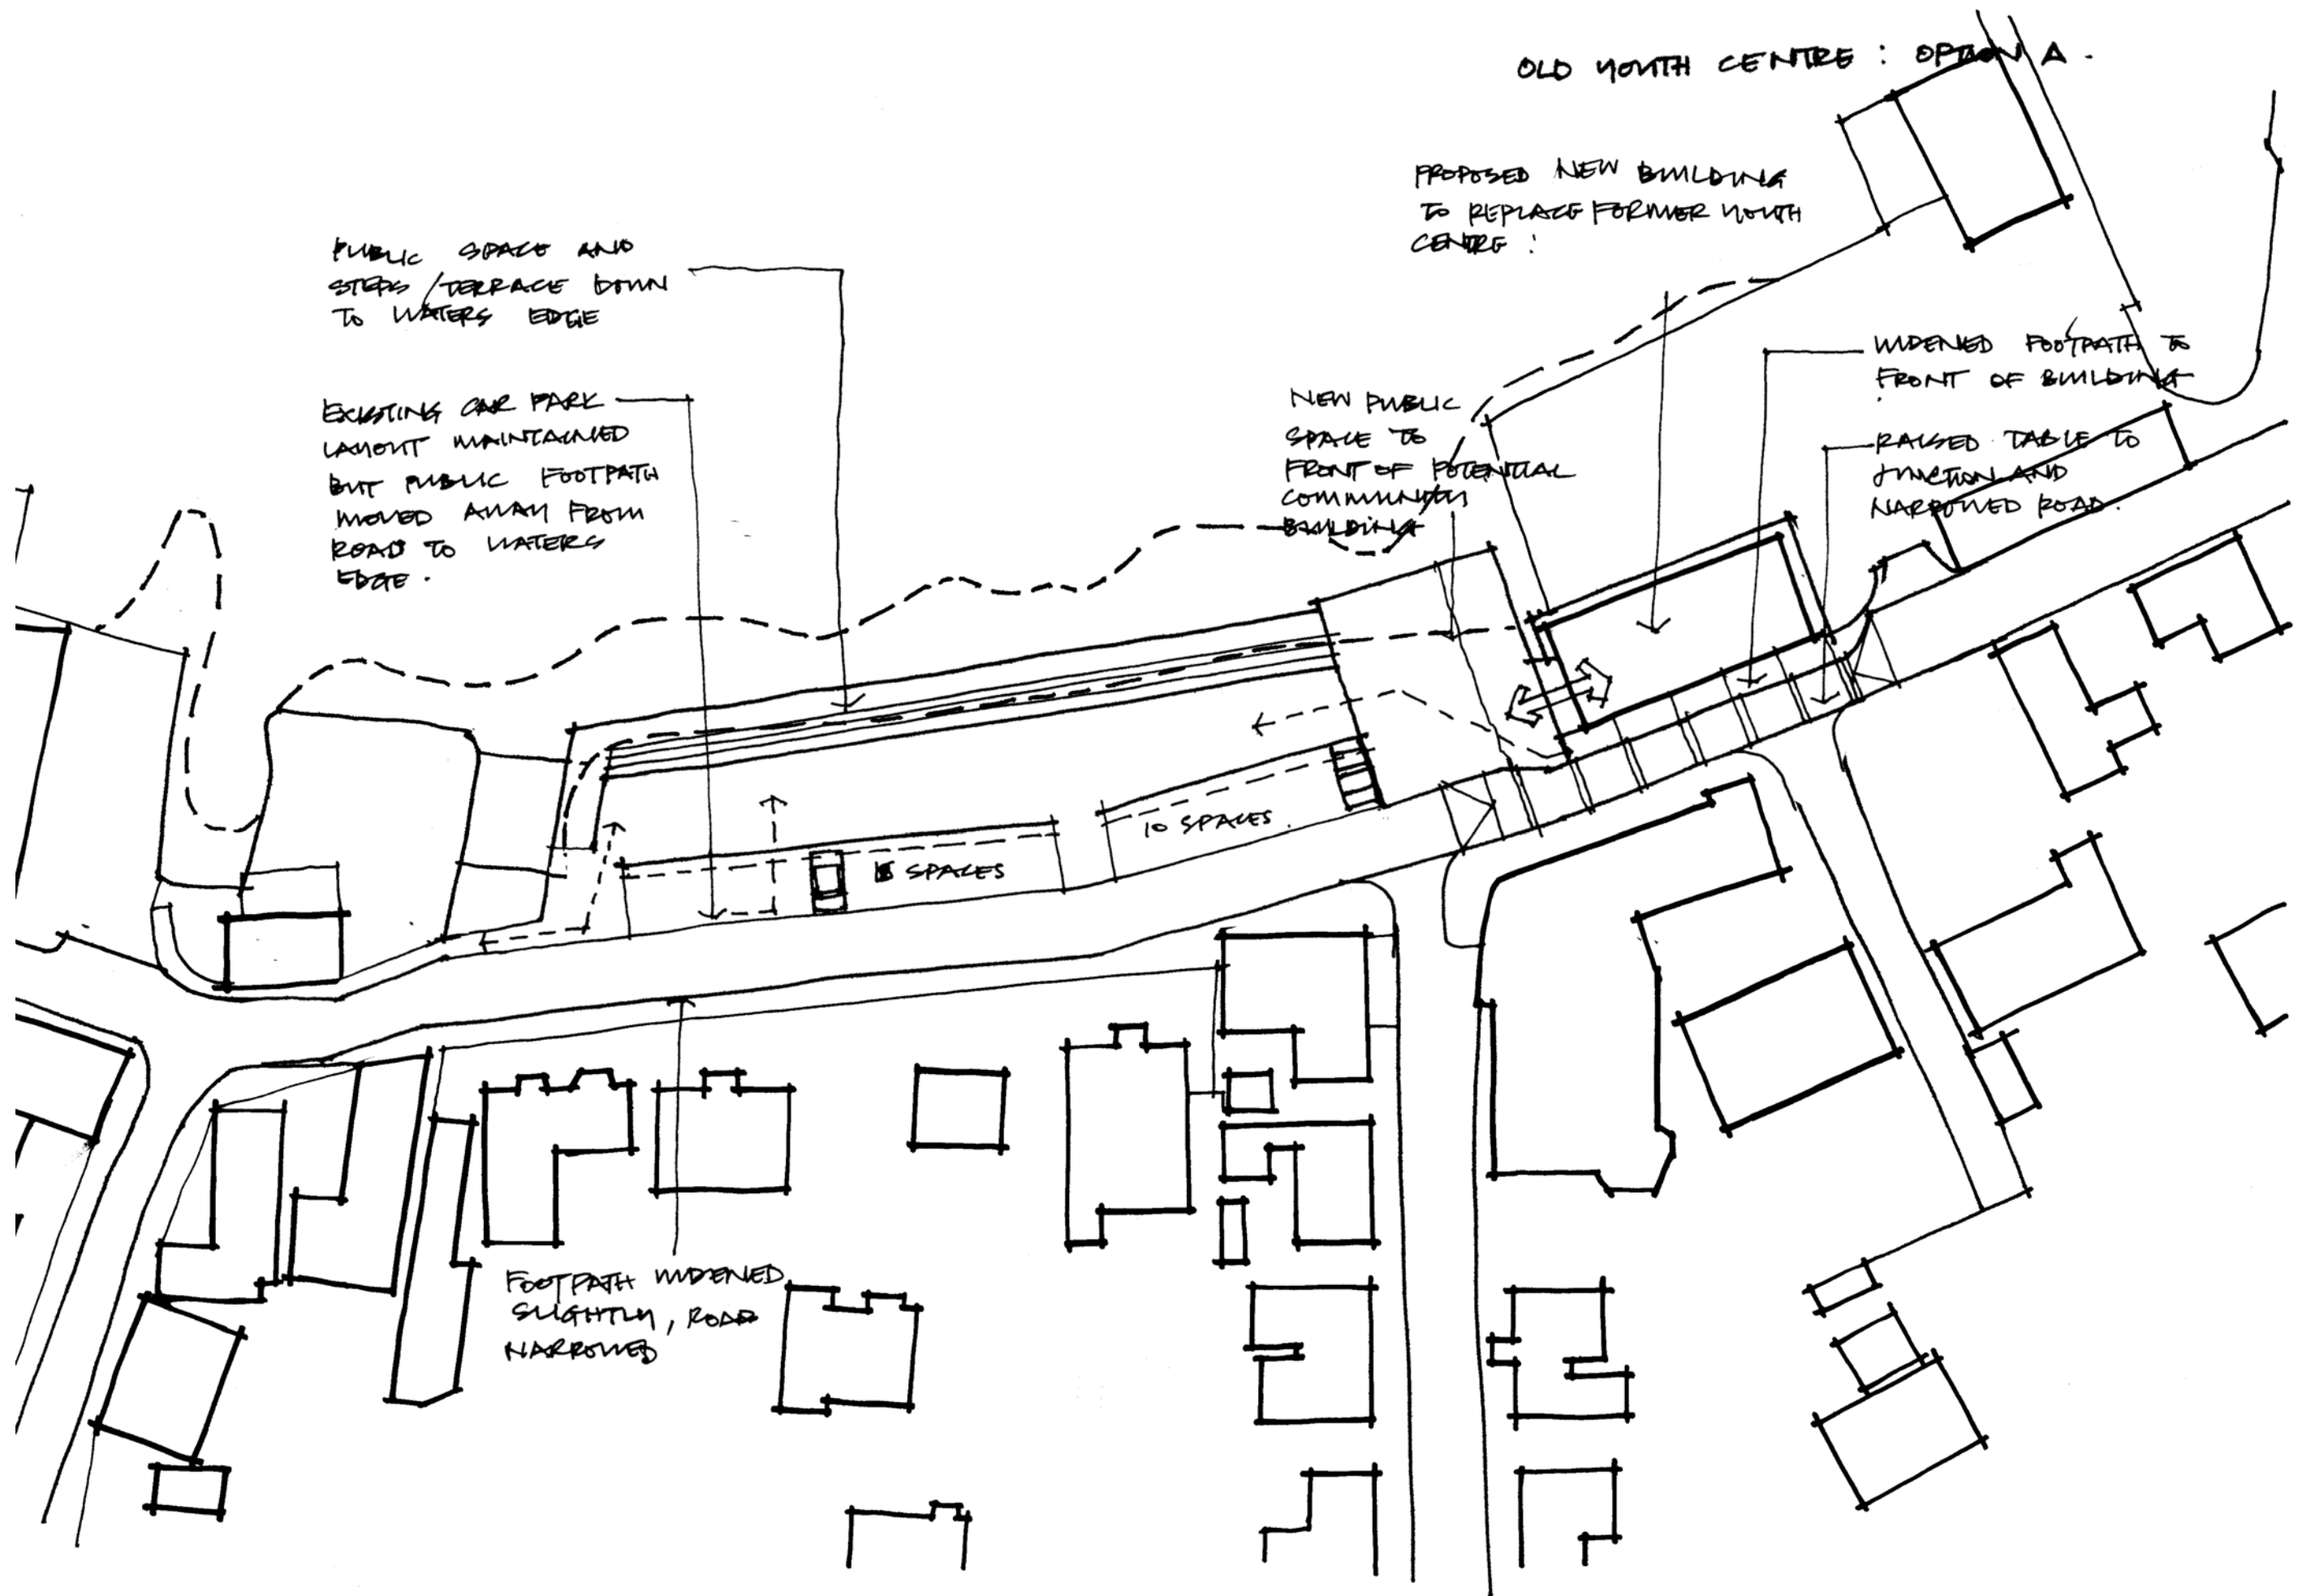 OLD YOUTH CENTRE : OPTION A.
PROPOSED NEW BUILDING
TO REPLACE FORMER YOUTH
CENTRE :
PUBLIC SPACE AND
STEPS / TERRACE DOWN
TO WATERS EDGE
EXISTING CAR PARK
LAYOUT MAINTAINED
BUT PUBLIC FOOTPATH
MOVED AWAY FROM
ROAD TO WATERS
EDGE.
NEW PUBLIC
SPACE TO
FRONT OF POTENTIAL
COMMUNITY
BUILDING
WIDENED FOOTPATH TO
FRONT OF BUILDING
RAISED TABLE TO
JUNCTION AND
NARROWED ROAD.
10 SPACES.
SPACES
FOOTPATH WIDENED
SLIGHTLY, ROAD
NARROWED